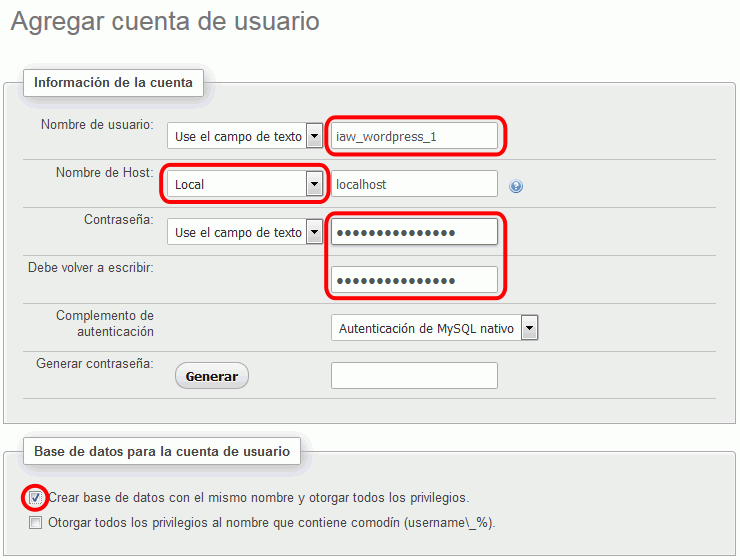 Agregar cuenta de usuario
Información de la cuenta
Nombre de usuario: Use el campo de texto iaw_wordpress_1
Nombre de Host: Local localhost
Contraseña: Use el campo de texto ●●●●●●●●●●●●●●●
Debe volver a escribir: ●●●●●●●●●●●●●●●
Complemento de
autenticación Autenticación de MySQL nativo
Generar contraseña: Generar
Base de datos para la cuenta de usuario
Crear base de datos con el mismo nombre y otorgar todos los privilegios.
Otorgar todos los privilegios al nombre que contiene comodín (username\_%).